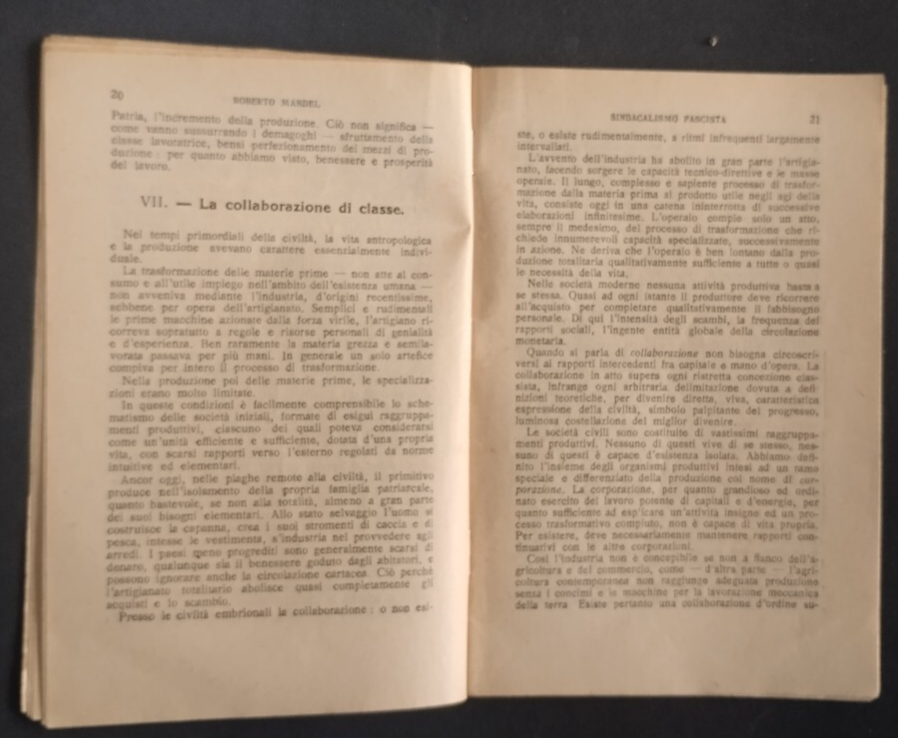 20
ROBERTO MANDEL
Patria, l'incremento della produzione. Ciò non significa —
come vanno sussurrando i demagoghi — sfruttamento della
classe lavoratrice, bensì perfezionamento dei mezzi di pro-
duzione : per quanto abbiamo visto, benessere e prosperità
del lavoro.
VII. — La collaborazione di classe.
Nei tempi primordiali della civiltà, la vita antropologica
e la produzione avevano carattere essenzialmente indivi-
duale.
La trasformazione delle materie prime — non atte al con-
sumo e all'utile impiego nell'ambito dell'esistenza umana —
non avveniva mediante l'industria, d'origini recentissime,
sebbene per opera dell'artigianato. Semplici e rudimentali
le prime macchine azionate dalla forza virile, l'artigiano ri-
correva sopratutto a regole e risorse personali di genialità
e d'esperienza. Ben raramente la materia grezza e semila-
vorata passava per più mani. In generale un solo artefice
compiva per intero il processo di trasformazione.
Nella produzione poi delle materie prime, le specializza-
zioni erano molto limitate.
In queste condizioni è facilmente comprensibile lo sche-
matismo delle società iniziali, formate di esigui raggruppa-
menti produttivi, ciascuno dei quali poteva considerarsi
come un'unità efficiente e sufficiente, dotata d'una propria
vita, con scarsi rapporti verso l'esterno regolati da norme
intuitive ed elementari.
Ancor oggi, nelle plaghe remote alla civiltà, il primitivo
produce nell'isolamento della propria famiglia patriarcale,
quanto bastevole, se non alla totalità, almeno a gran parte
dei suoi bisogni elementari. Allo stato selvaggio l'uomo si
costruisce la capanna, crea i suoi stromenti di caccia e di
pesca, intesse le vestimenta, s'industria nel provvedere agli
arredi. I paesi meno progrediti sono generalmente scarsi di
denaro, qualunque sia il benessere goduto dagli abitatori, e
possono ignorare anche la circolazione cartacea. Ciò perchè
l'artigianato totalitario abolisce quasi completamente gli
acquisti e lo scambio.
Presso le civiltà embrionali la collaborazione : o non esi-
SINDACALISMO FASCISTA
21
ste, o esiste rudimentalmente, a ritmi infrequenti largamente
intervallati.
L'avvento dell'industria ha abolito in gran parte l'artigia-
nato, facendo sorgere le capacità tecnico-direttive e le masse
operaie. Il lungo, complesso e sapiente processo di trasfor-
mazione dalla materia prima al prodotto utile negli agi della
vita, consiste oggi in una catena ininterrotta di successive
elaborazioni infinitesime. L'operaio compie solo un atto,
sempre il medesimo, del processo di trasformazione che ri-
chiede innumerevoli capacità specializzate, successivamente
in azione. Ne deriva che l'operaio è ben lontano dalla pro-
duzione totalitaria qualitativamente sufficiente a tutte o quasi
le necessità della vita.
Nelle società moderne nessuna attività produttiva basta a
se stessa. Quasi ad ogni istante il produttore deve ricorrere
all'acquisto per completare qualitativamente il fabbisogno
personale. Di qui l'intensità degli scambi, la frequenza dei
rapporti sociali, l'ingente entità globale della circolazione
monetaria.
Quando si parla di collaborazione non bisogna circoscri-
versi ai rapporti intercedenti fra capitale e mano d'opera. La
collaborazione in atto supera ogni ristretta concezione clas-
sista, infrange ogni arbitraria delimitazione dovuta a defi-
nizioni teoretiche, per divenire diretta, viva, caratteristica
espressione della civiltà, simbolo palpitante del progresso,
luminosa costellazione del miglior divenire.
Le società civili sono costituite di vastissimi raggruppa-
menti produttivi. Nessuno di questi vive di se stesso, nes-
suno di questi è capace d'esistenza isolata. Abbiamo defi-
nito l'insieme degli organismi produttivi intesi ad un ramo
speciale e differenziato della produzione col nome di cor-
porazione. La corporazione, per quanto grandioso ed ordi-
nato esercito del lavoro potente di capitali e d'energie, per
quanto sufficiente ad esplicare un'attività insigne ed un pro-
cesso trasformativo compiuto, non è capace di vita propria.
Per esistere, deve necessariamente mantenere rapporti con-
tinuativi con le altre corporazioni.
Così l'industria non è concepibile se non a fianco dell'a-
gricoltura e del commercio, come — d'altra parte — l'agri-
coltura contemporanea non raggiunge adeguata produzione
senza i concimi e le macchine per la lavorazione meccanica
della terra. Esiste pertanto una collaborazione d'ordine su-